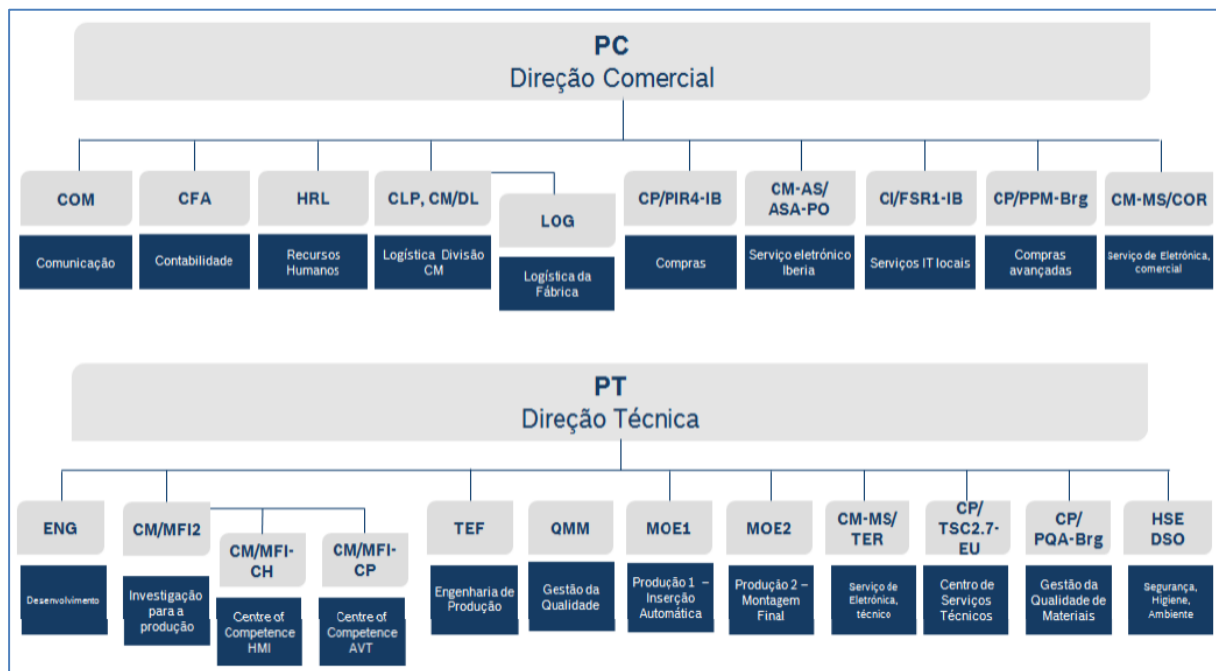 PC
Direção Comercial
COM
Comunicação
CFA
Contabilidade
HRL
Recursos
Humanos
CLP, CM/DL
Logística Divisão
CM
LOG
Logística da
Fábrica
CP/PIR4-IB
Compras
CM-AS/
ASA-PO
Serviço eletrónico
Iberia
CI/FSR1-IB
Serviços IT locais
CP/PPM-Brg
Compras
avançadas
CM-MS/COR
Serviço de Eletrónica,
comercial
PT
Direção Técnica
ENG
Desenvolvimento
CM/MFI2
Investigação
para a
produção
CM/MFI-
CH
Centre of
Competence
HMI
CM/MFI-
CP
Centre of
Competence
AVT
TEF
Engenharia de
Produção
QMM
Gestão da
Qualidade
MOE1
Produção 1 –
Inserção
Automática
MOE2
Produção 2 –
Montagem
Final
CM-MS/
TER
Serviço de
Eletrónica,
técnico
CP/
TSC2.7-
EU
Centro de
Serviços
Técnicos
CP/
PQA-Brg
Gestão da
Qualidade de
Materiais
HSE
DSO
Segurança,
Higiene,
Ambiente